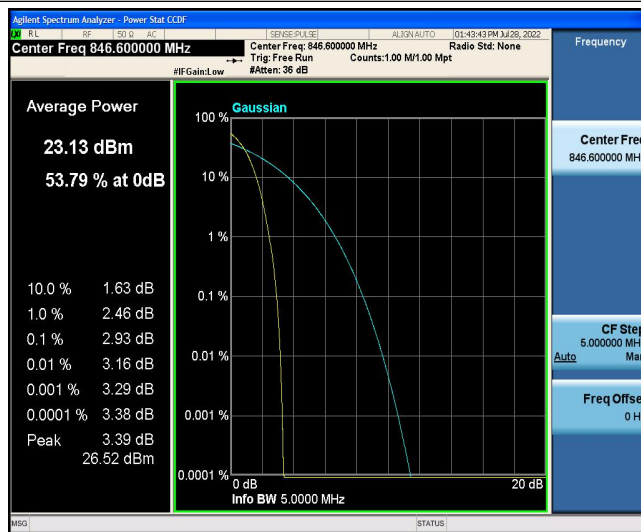 Agilent Spectrum Analyzer - Power Stat CCDF
LXI RL RF 50 Ω AC SENSE:PULSE ALIGN AUTO 01:43:43 PM Jul 28, 2022
Center Freq 846.600000 MHz
Center Freq: 846.600000 MHz Radio Std: None
Trig: Free Run Counts:1.00 M/1.00 Mpt
#IFGain:Low #Atten: 36 dB
Frequency
Average Power
23.13 dBm
53.79 % at 0dB
10.0 % 1.63 dB
1.0 % 2.46 dB
0.1 % 2.93 dB
0.01 % 3.16 dB
0.001 % 3.29 dB
0.0001 % 3.38 dB
Peak 3.39 dB
26.52 dBm
Gaussian
100 %
10 %
1 %
0.1 %
0.01 %
0.001 %
0.0001 %
0 dB 20 dB
Info BW 5.0000 MHz
Center Fre
846.600000 MH
CF Step
5.000000 MH
Auto Ma
Freq Offse
0 H
MSG STATUS